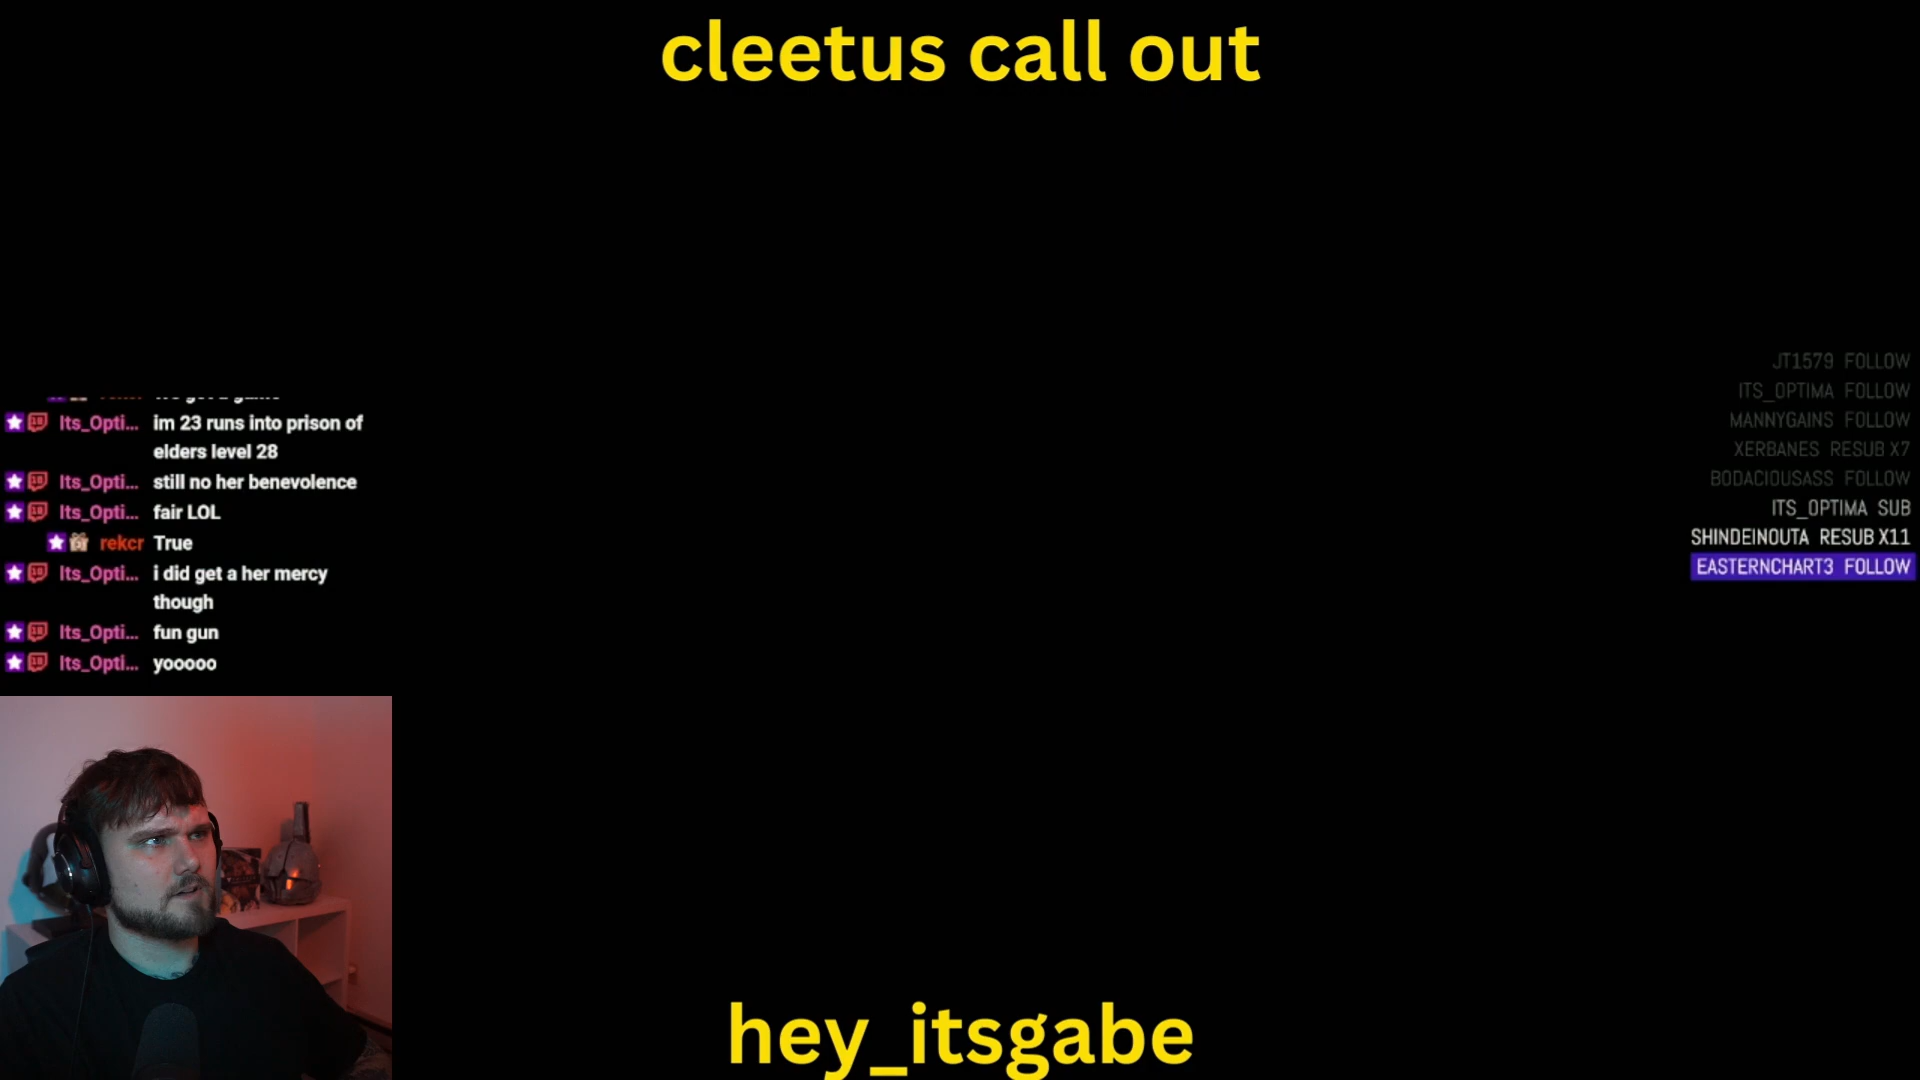 cleetus call out
Its_Opti... im 23 runs into prison of
elders level 28
Its_Opti... still no her benevolence
Its_Opti... fair LOL
rekcr True
Its_Opti... i did get a her mercy
though
Its_Opti... fun gun
Its_Opti... yooooo
JT1579 FOLLOW
ITS_OPTIMA FOLLOW
MANNYGAINS FOLLOW
XERBANES RESUB X7
BODACIOUSASS FOLLOW
ITS_OPTIMA SUB
SHINDEINOUTA RESUB X11
EASTERNCHART3 FOLLOW
hey_itsgabe